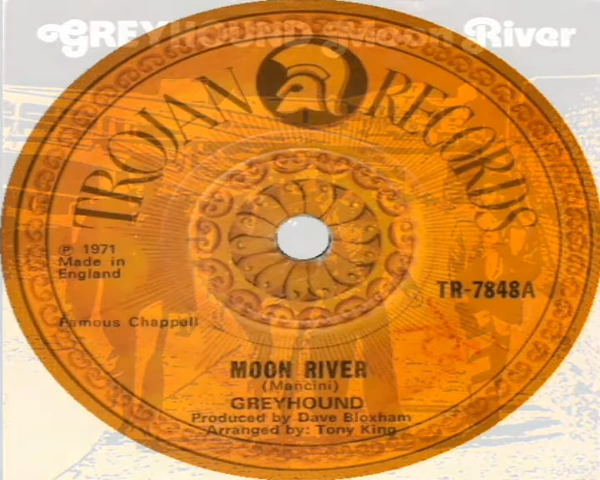 GREYHOUND Moon River
TROJAN RECORDS
℗ 1971
Made in
England
TR-7848A
Famous Chappell
MOON RIVER
(Mancini)
GREYHOUND
Produced by Dave Bloxham
Arranged by: Tony King